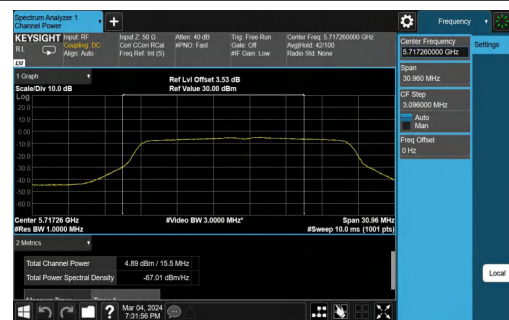 Spectrum Analyzer 1
Channel Power
Frequency
KEYSIGHT
RL
Input: RF
Coupling: DC
Align: Auto
Input Z: 50 Ω
Corr CCorr RCal
Freq Ref: Int (S)
Atten: 40 dB
#PNO: Fast
Trig: Free Run
Gate: Off
#IF Gain: Low
Center Freq: 5.717260000 GHz
Avg|Hold: 42/100
Radio Std: None
LXI
Center Frequency
5.717260000 GHz
Settings
Span
30.960 MHz
CF Step
3.096000 MHz
Auto
Man
Freq Offset
0 Hz
Local
1 Graph
Scale/Div 10.0 dB
Ref Lvl Offset 3.53 dB
Ref Value 30.00 dBm
Log
20.0
10.0
0.0
-10.0
-20.0
-30.0
-40.0
-50.0
-60.0
Center 5.71726 GHz
#Res BW 1.0000 MHz
#Video BW 3.0000 MHz*
Span 30.96 MHz
#Sweep 10.0 ms (1001 pts)
2 Metrics
Total Channel Power 4.89 dBm / 15.5 MHz
Total Power Spectral Density -67.01 dBm/Hz
?
Mar 04, 2024
7:31:56 PM